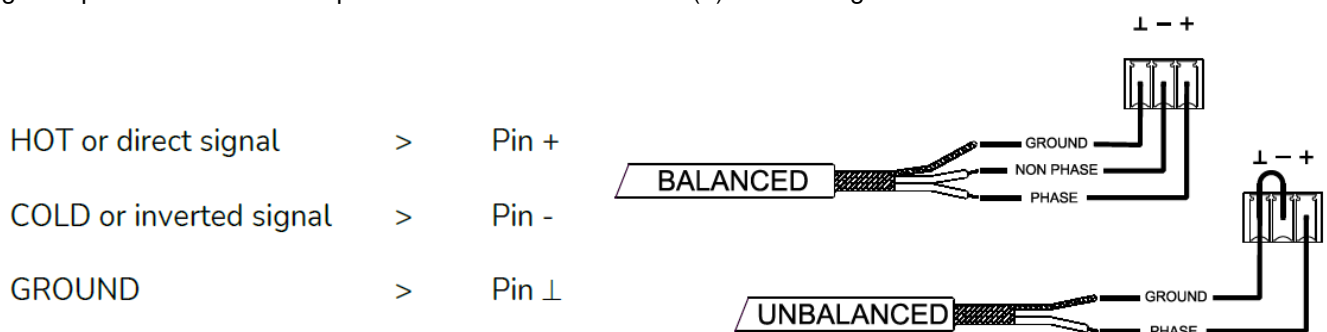 ⊥ − +
HOT or direct signal > Pin +
COLD or inverted signal > Pin -
GROUND > Pin ⊥
BALANCED
GROUND
NON PHASE
PHASE
⊥ − +
UNBALANCED
GROUND
PHASE